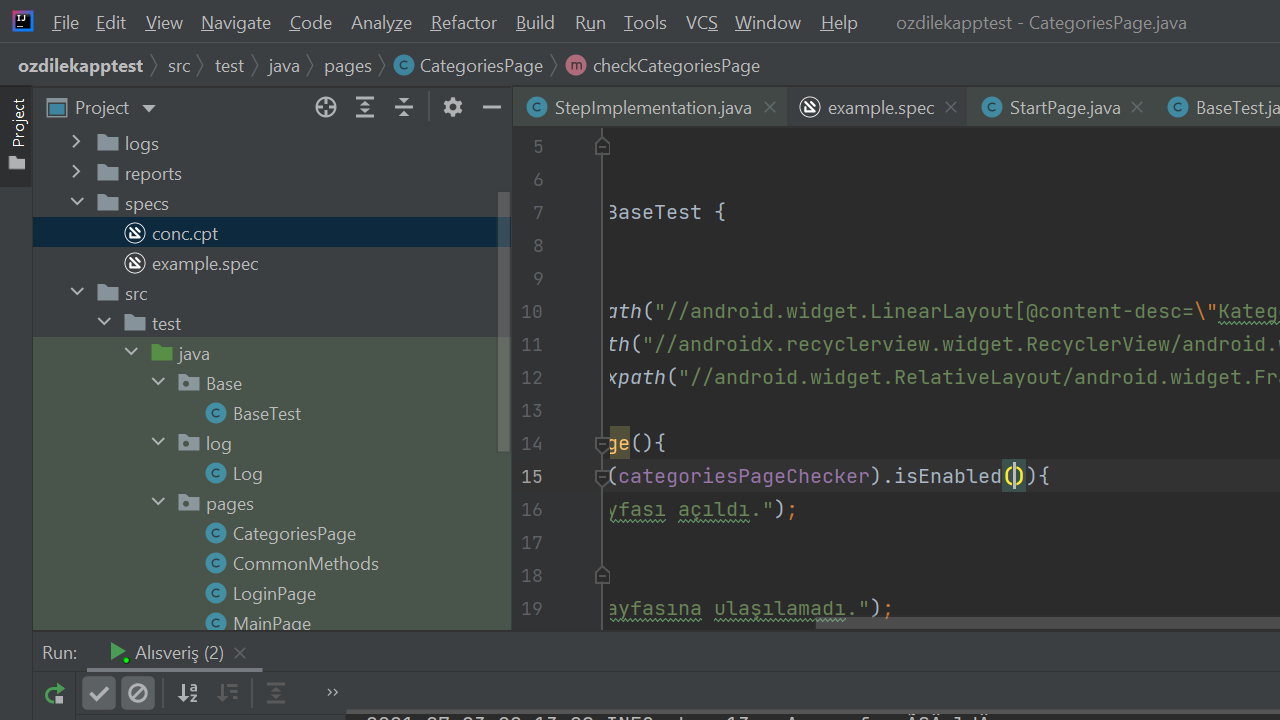 File Edit View Navigate Code Analyze Refactor Build Run Tools VCS Window Help ozdilekapptest - CategoriesPage.java
ozdilekapptest src test java pages CategoriesPage checkCategoriesPage
Project
Project
StepImplementation.java example.spec StartPage.java BaseTest.ja
logs
reports
specs
conc.cpt
example.spec
src
test
java
Base
BaseTest
log
Log
pages
CategoriesPage
CommonMethods
LoginPage
MainPage
5
6
7 BaseTest {
8
9
10 ath("//android.widget.LinearLayout[@content-desc=\"Katego
11 th("//androidx.recyclerview.widget.RecyclerView/android.w
12 xpath("//android.widget.RelativeLayout/android.widget.Fra
13
14 ge(){
15 (categoriesPageChecker).isEnabled()){
16 yfası açıldı.");
17
18
19 ayfasına ulaşılamadı.");
Run: Alısveriş (2)